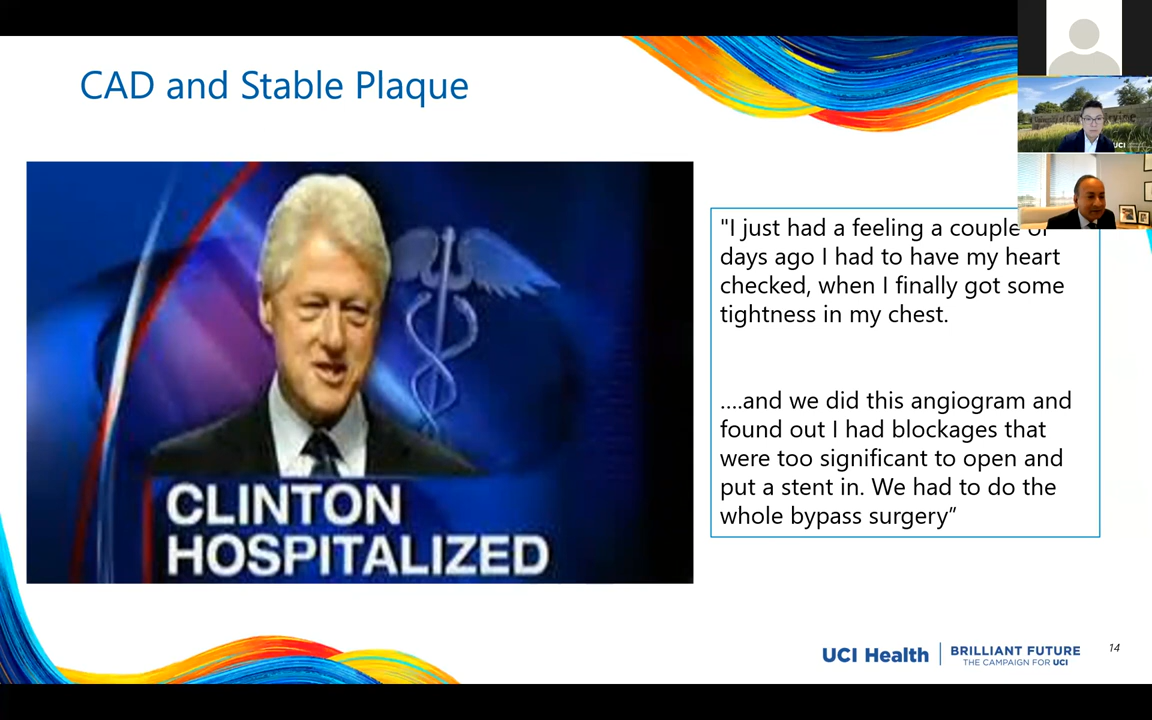 CAD and Stable Plaque
CLINTON
HOSPITALIZED
"I just had a feeling a couple of
days ago I had to have my heart
checked, when I finally got some
tightness in my chest.
....and we did this angiogram and
found out I had blockages that
were too significant to open and
put a stent in. We had to do the
whole bypass surgery”
UCI Health
BRILLIANT FUTURE
THE CAMPAIGN FOR UCI
14
UCI